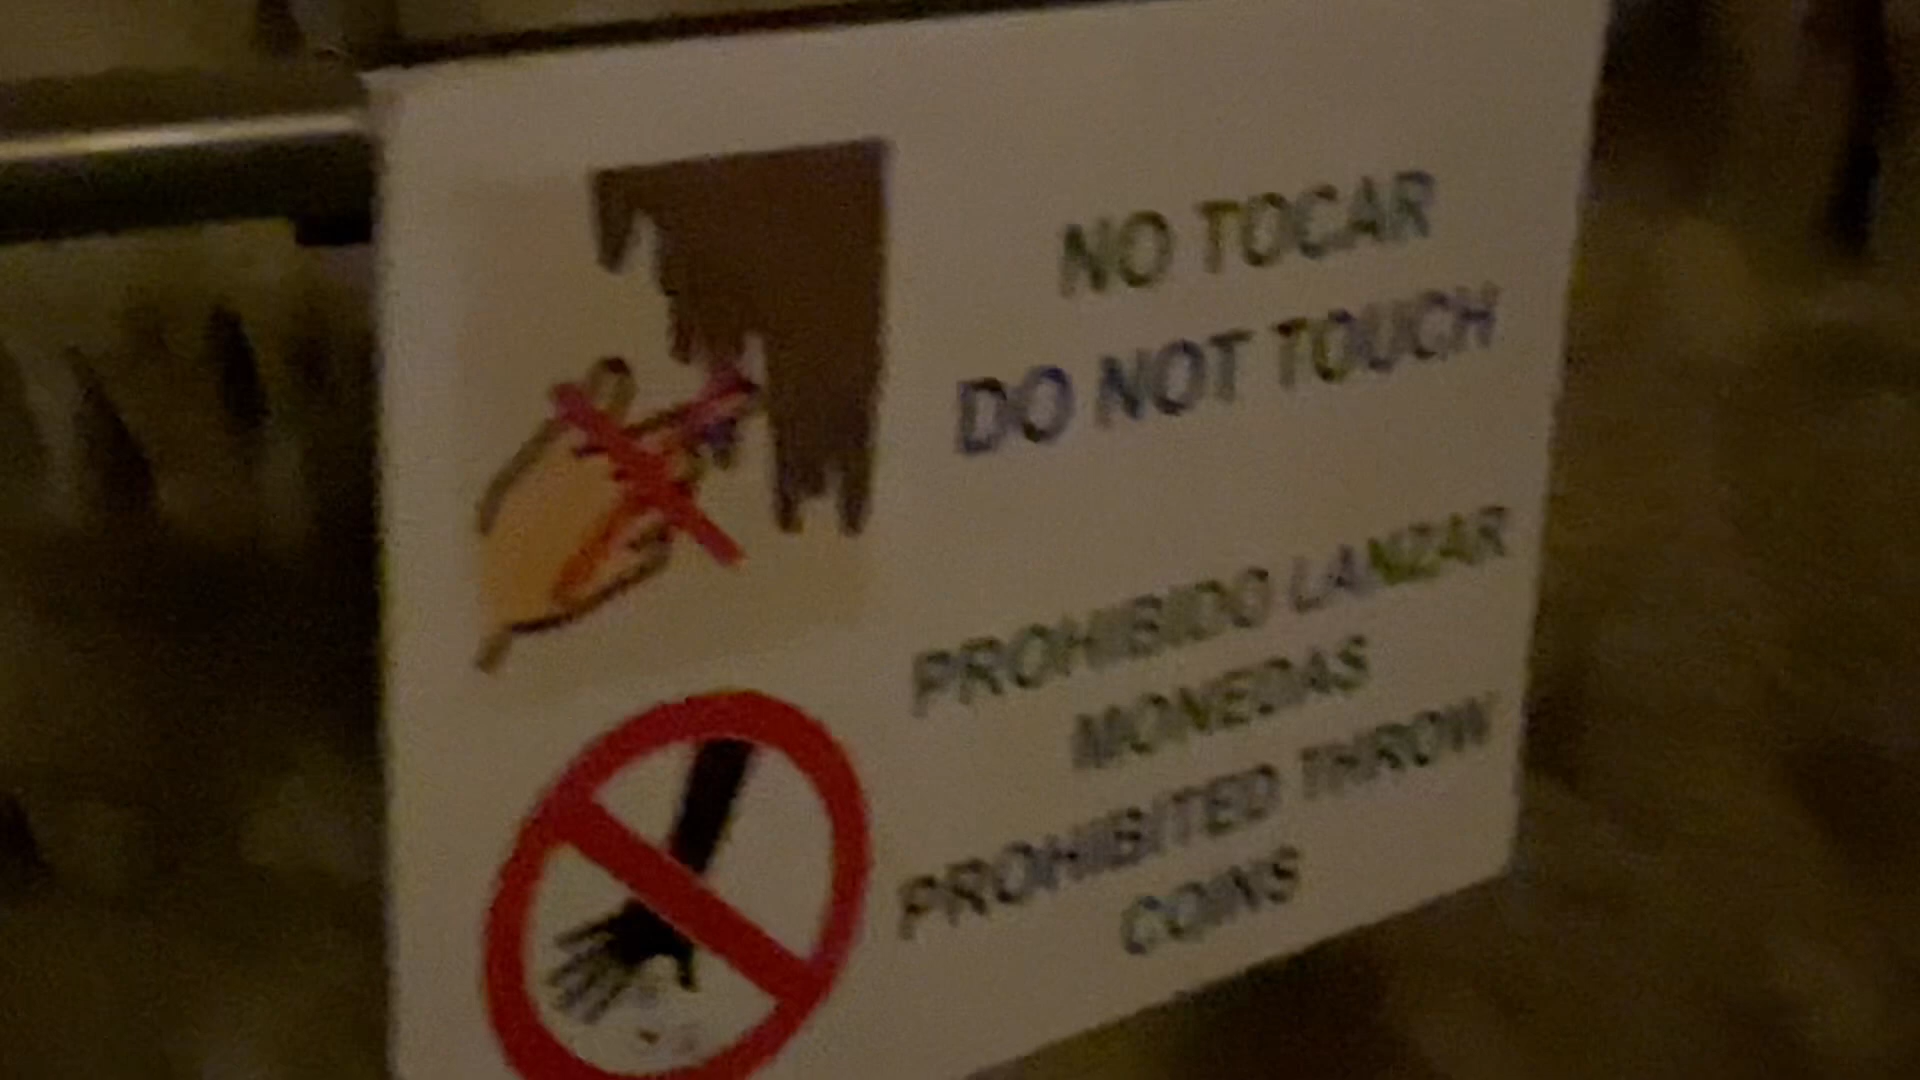 NO TOCAR
DO NOT TOUCH
PROHIBIDO LANZAR
MONEDAS
PROHIBITED THROW
COINS